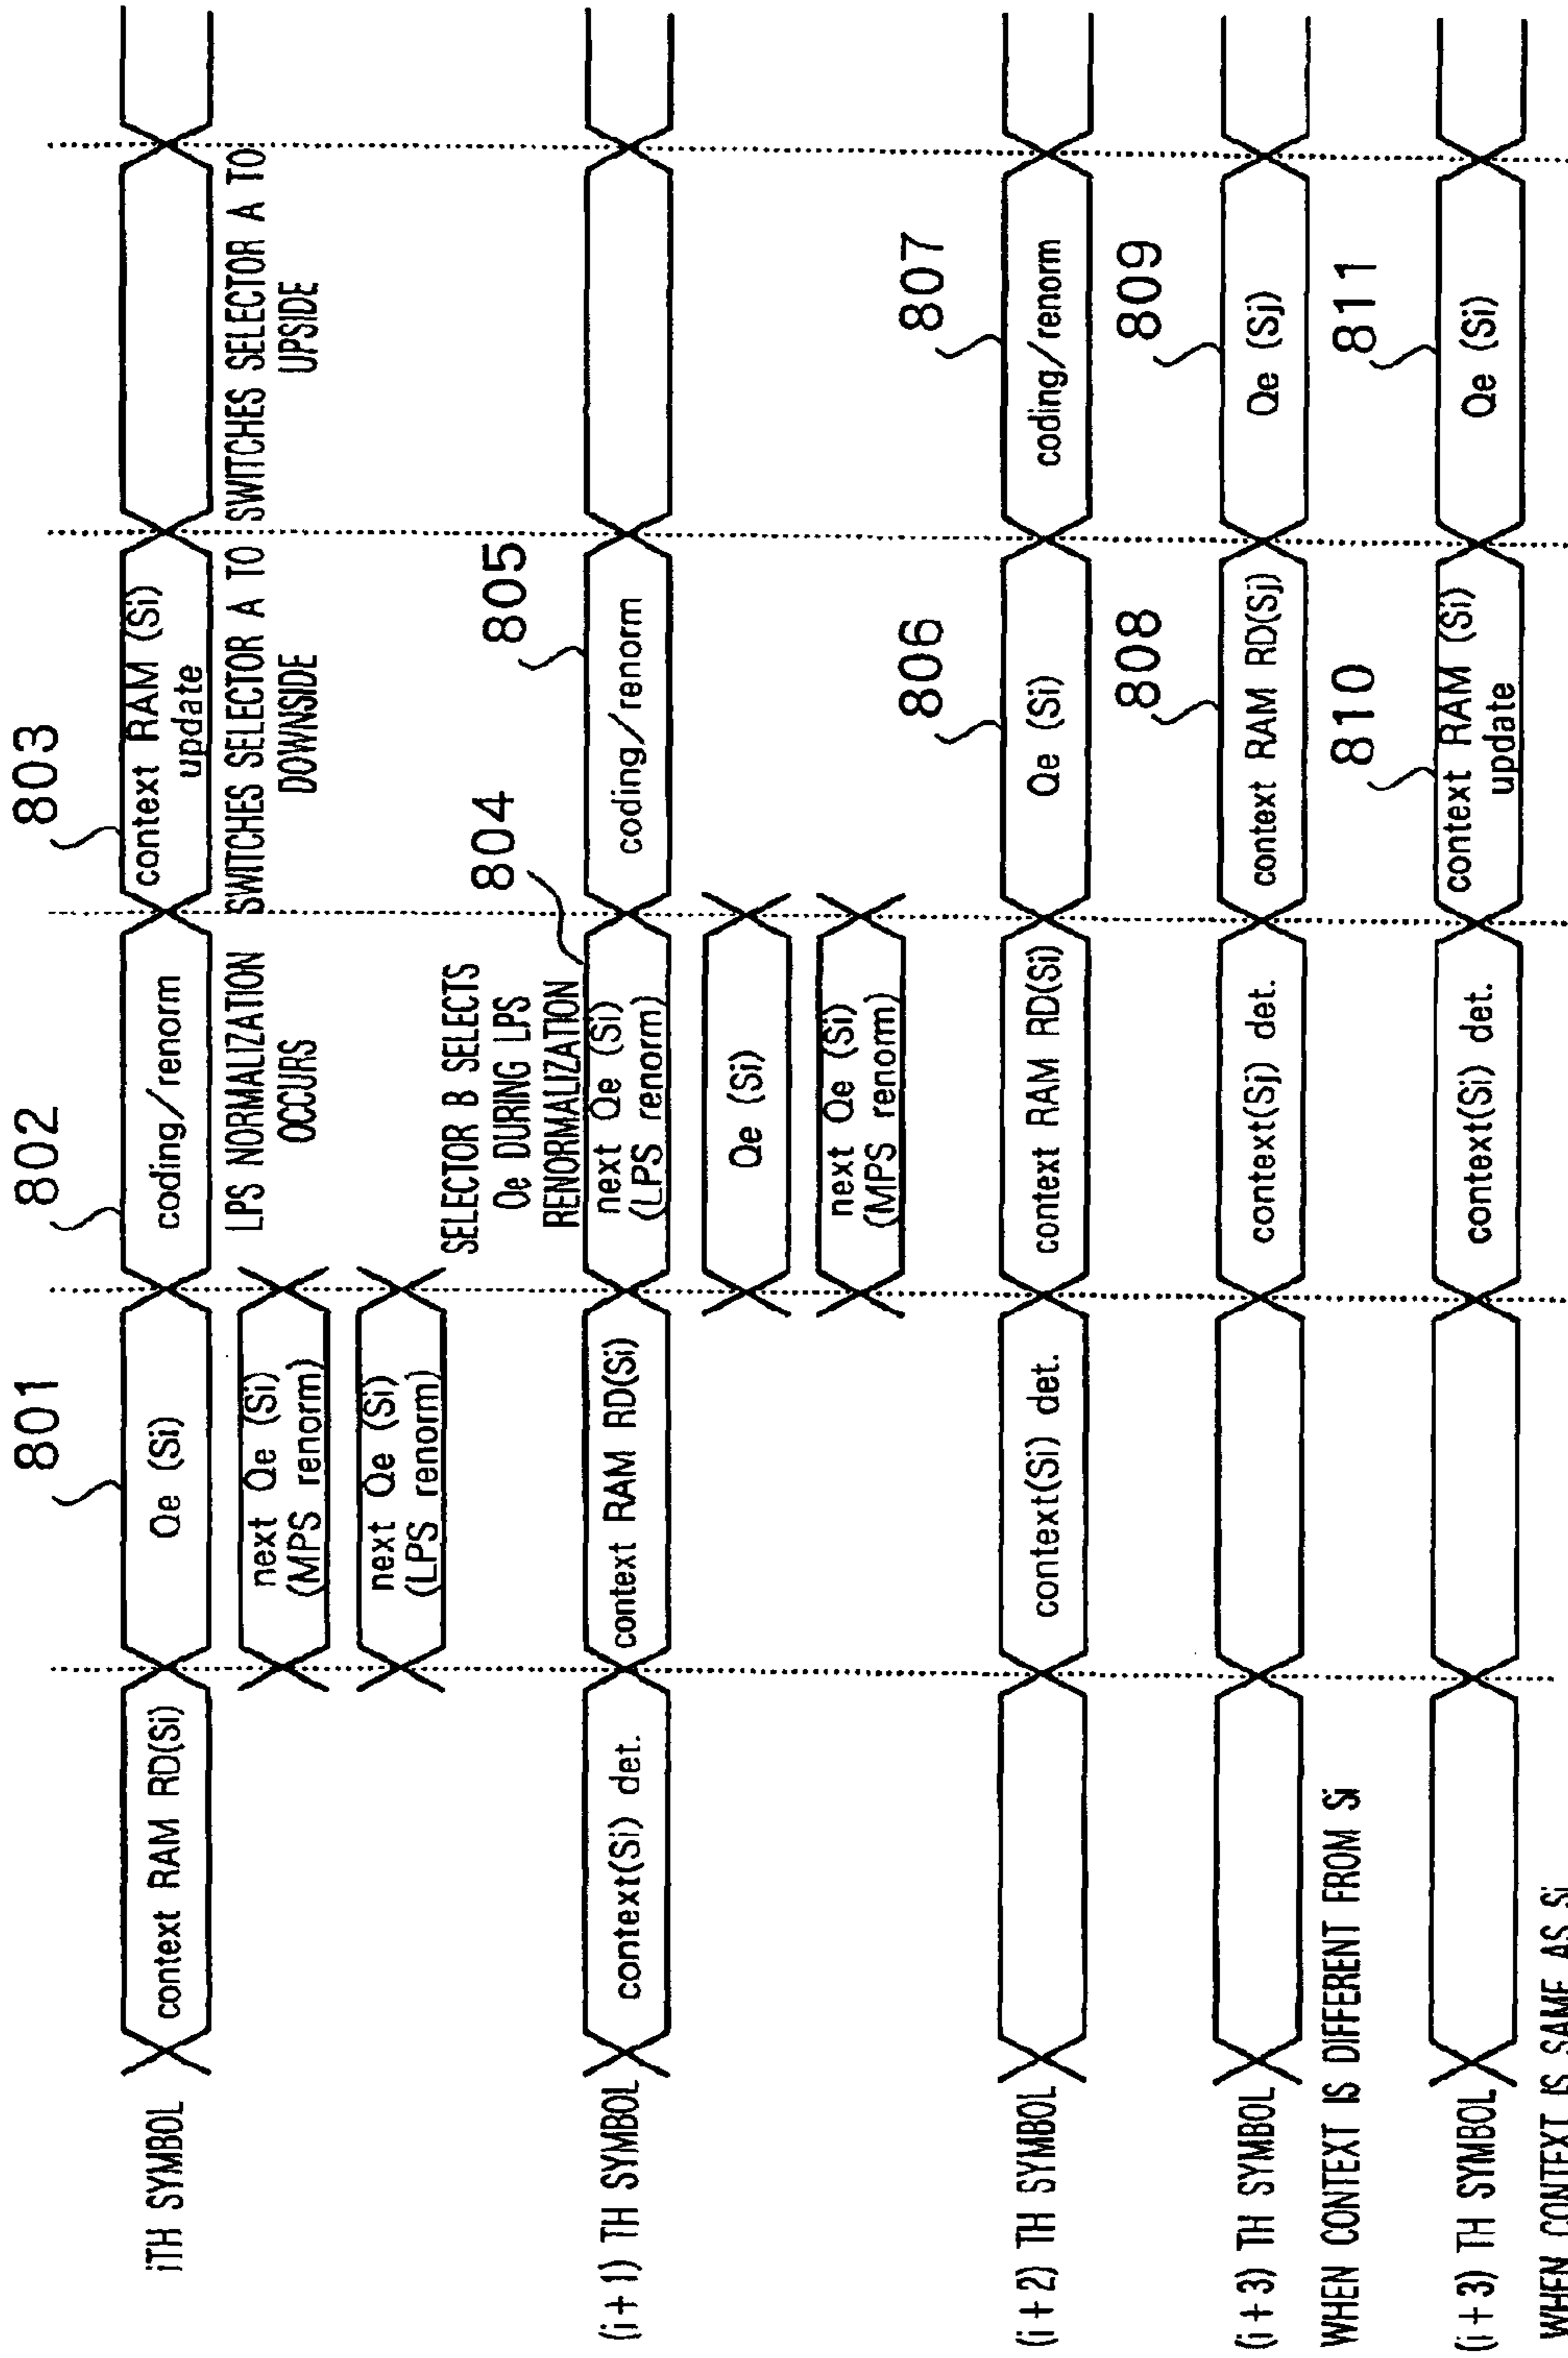 801
802
803
iTH SYMBOL
context RAM RD(Si)
Qe (Si)
coding/renorm
context RAM (Si)
update
next Qe (Si)
(MPS renorm)
LPS NORMALIZATION
OCCURS
SWITCHES SELECTOR A TO
DOWNSIDE
SWITCHES SELECTOR A TO
UPSIDE
next Qe (Si)
(LPS renorm)
SELECTOR B SELECTS
Qe DURING LPS
RENORMALIZATION
804
805
(i+1) TH SYMBOL
context(Si) det.
context RAM RD(Si)
next Qe (Si)
(LPS renorm)
coding/renorm
Qe (Si)
next Qe (Si)
(MPS renorm)
806
807
(i+2) TH SYMBOL
context(Si) det.
context RAM RD(Si)
Qe (Si)
coding/renorm
808
809
(i+3) TH SYMBOL
context(Sj) det.
context RAM RD(Sj)
Qe (Sj)
WHEN CONTEXT IS DIFFERENT FROM Si
810
811
(i+3) TH SYMBOL
context(Si) det.
context RAM (Si)
update
Qe (Si)
WHEN CONTEXT IS SAME AS Si